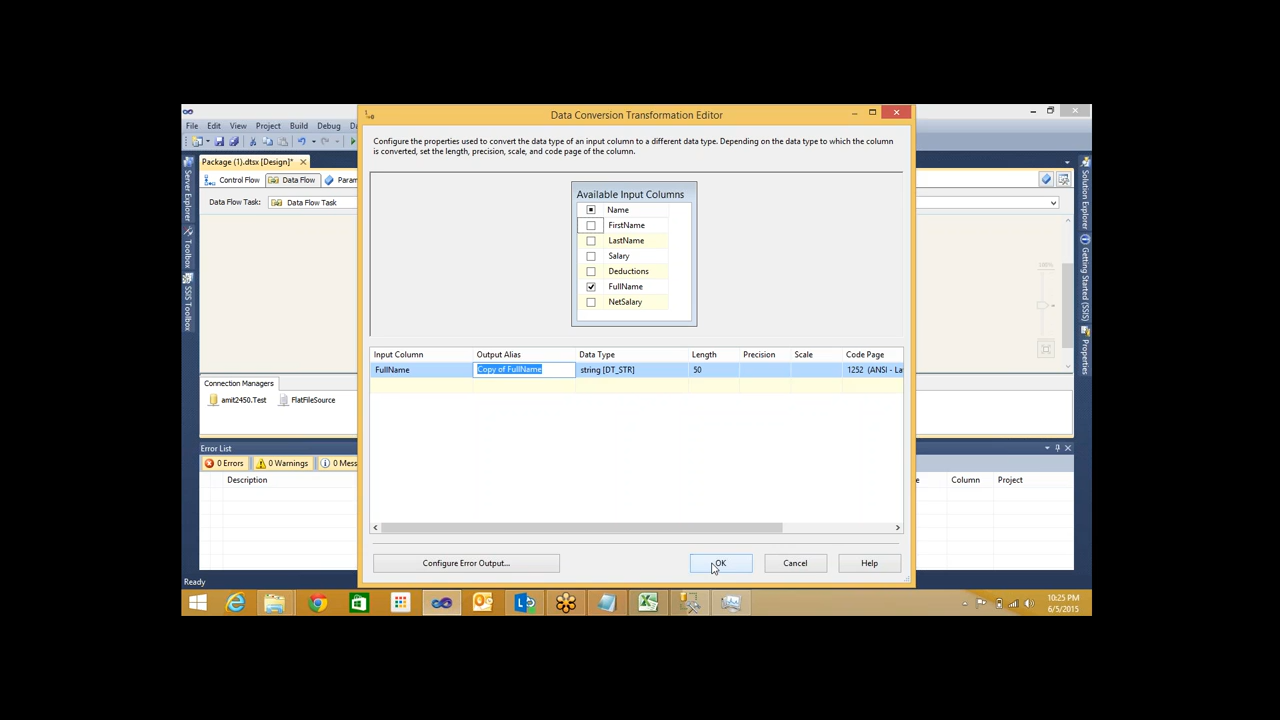 Data Conversion Transformation Editor
Configure the properties used to convert the data type of an input column to a different data type. Depending on the data type to which the column
is converted, set the length, precision, scale, and code page of the column.
File Edit View Project Build Debug
Package (1).dtsx [Design]*
Control Flow Data Flow
Data Flow Task: Data Flow Task
Server Explorer
Toolbox
SSIS Toolbox
Solution Explorer
Getting Started (SSIS)
Properties
100%
Available Input Columns
Name
FirstName
LastName
Salary
Deductions
FullName
NetSalary
Input Column Output Alias Data Type Length Precision Scale Code Page
FullName Copy of FullName string [DT_STR] 50 1252 (ANSI - La
Connection Managers
amit2450.Test FlatFileSource
Error List
0 Errors 0 Warnings 0 Mess
Description Column Project
Configure Error Output... OK Cancel Help
Ready
10:25 PM
6/5/2015